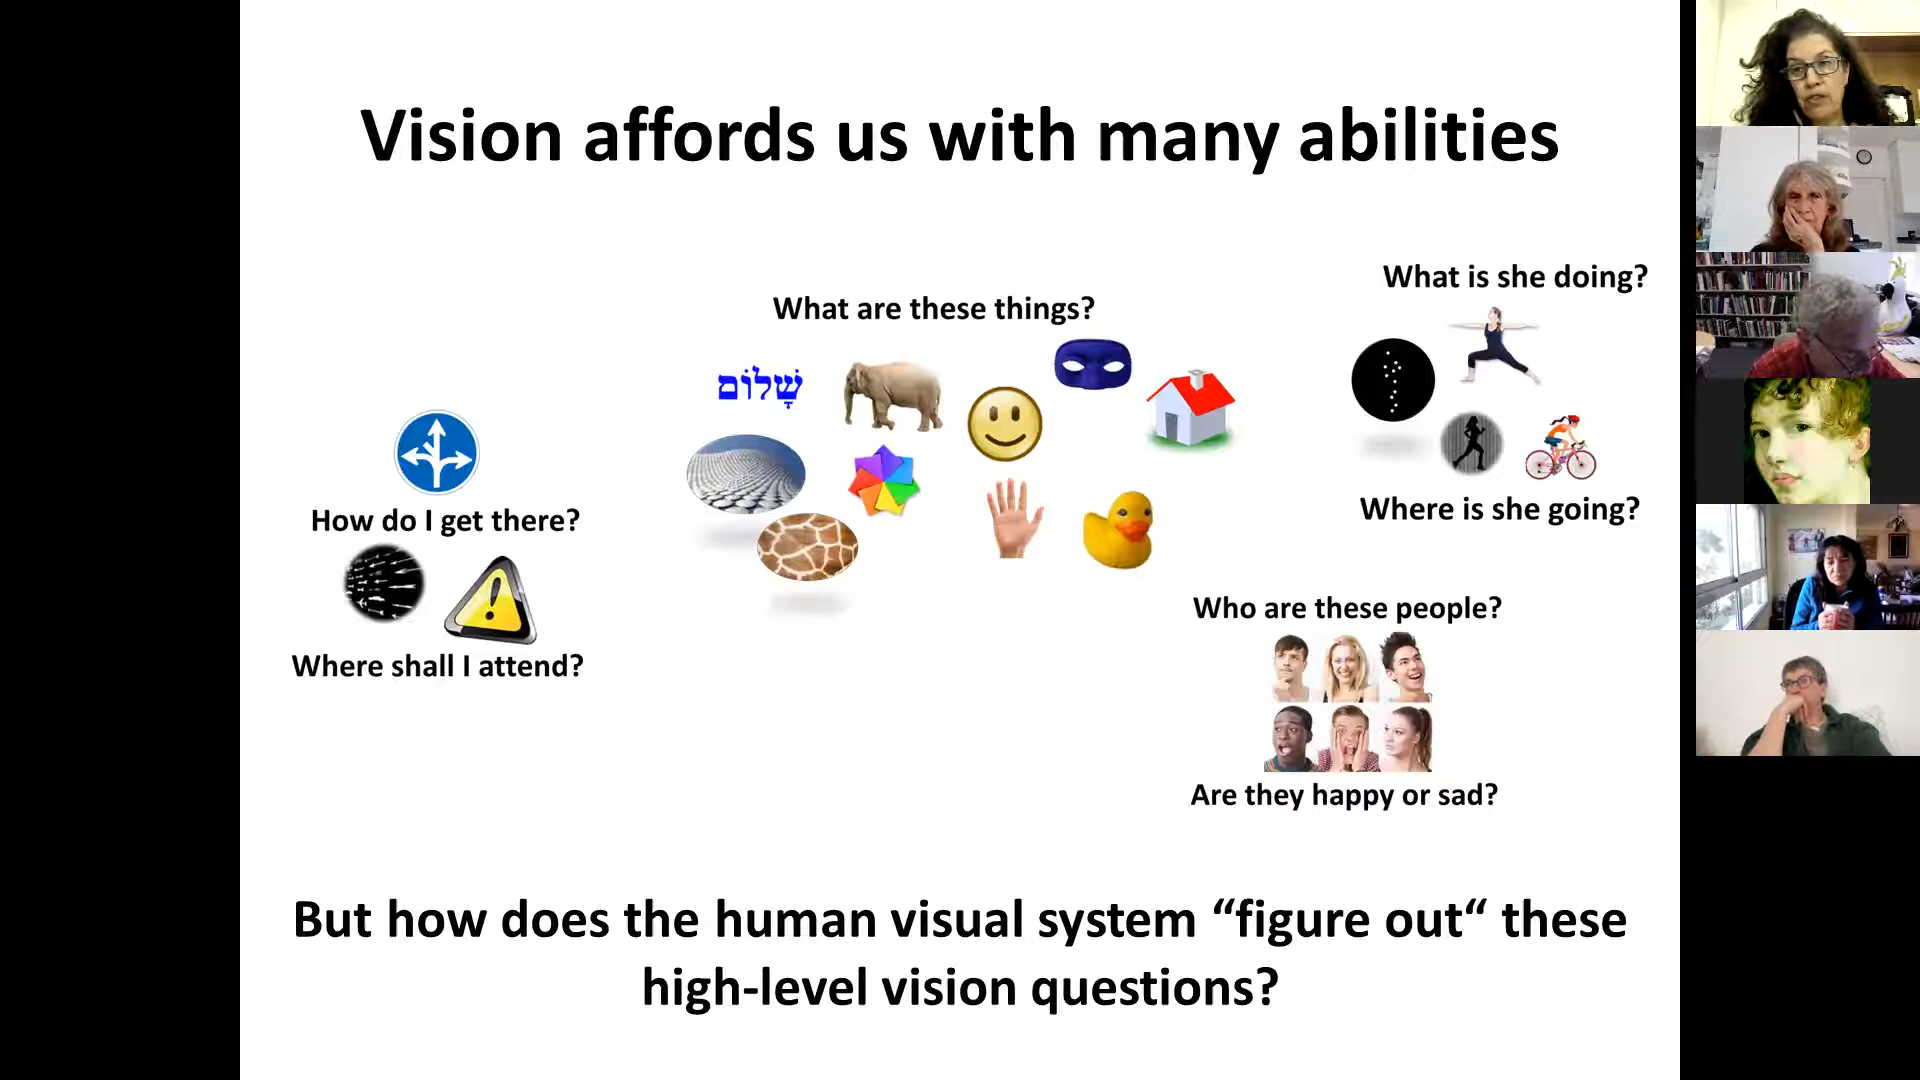 Vision affords us with many abilities
What is she doing?
What are these things?
שָׁלוֹם
How do I get there?
Where is she going?
Who are these people?
Where shall I attend?
Are they happy or sad?
But how does the human visual system “figure out“ these
high-level vision questions?